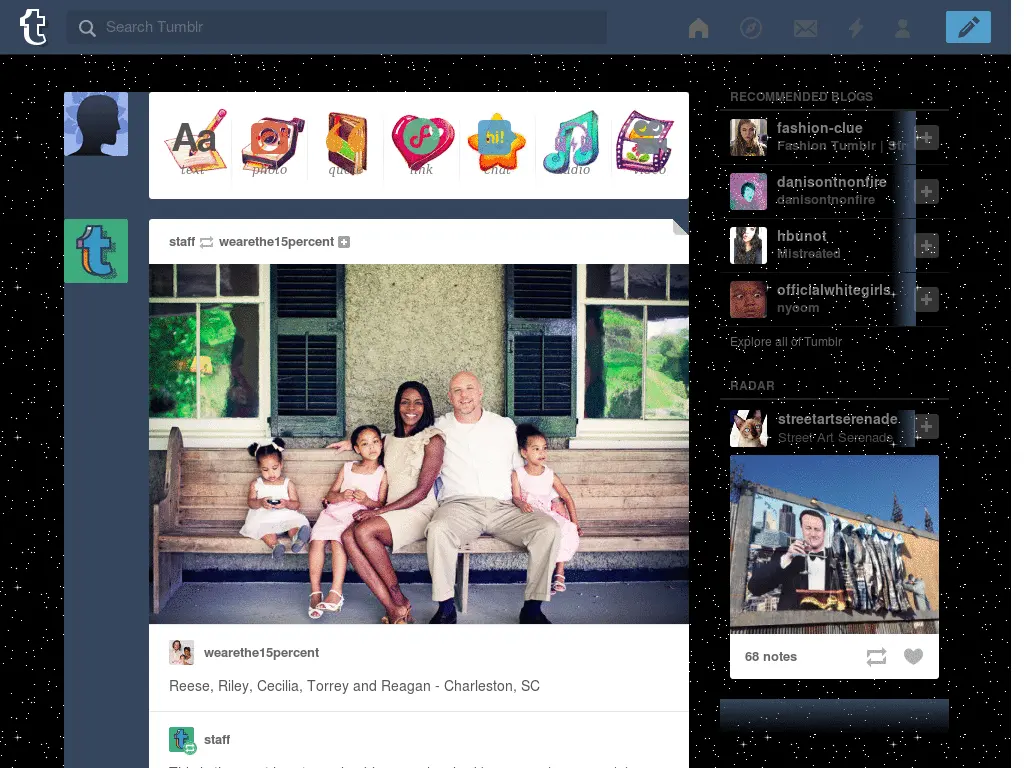 Search Tumblr
Aa
hi!
text photo quote link chat audio video
staff wearethe15percent
wearethe15percent
Reese, Riley, Cecilia, Torrey and Reagan - Charleston, SC
staff
RECOMMENDED BLOGS
fashion-clue
Fashion Tumblr |
danisontnonfire
danisontnonfire
hbunot
Mistreated
officialwhitegirls
nyoom
Explore all of Tumblr
RADAR
streetartserenade
Street Art Serenade
68 notes